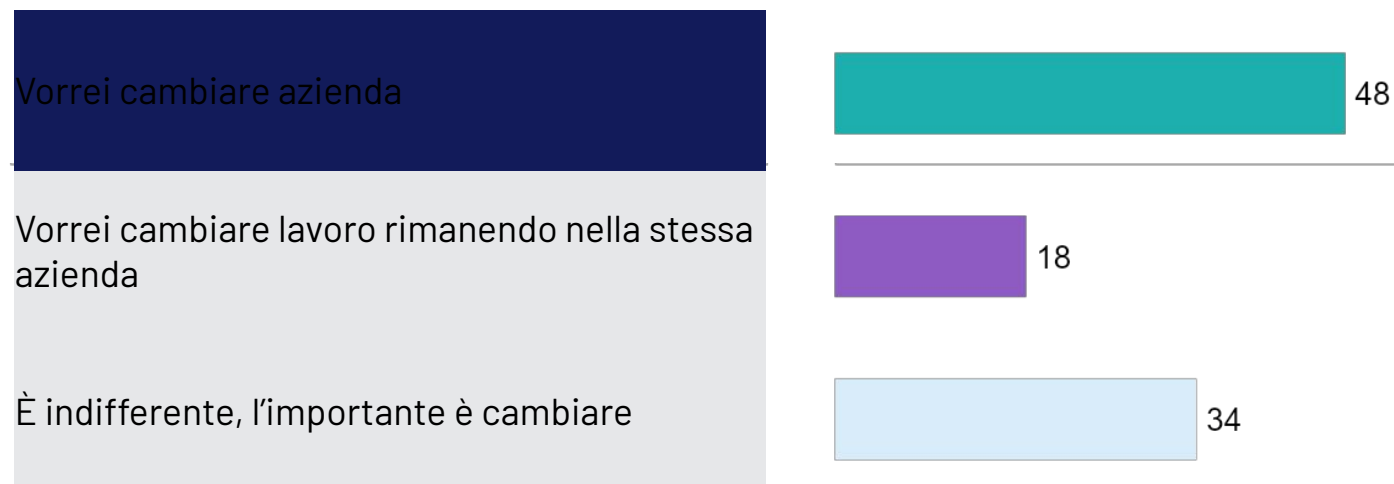 Vorrei cambiare azienda
48
Vorrei cambiare lavoro rimanendo nella stessa
azienda
18
È indifferente, l’importante è cambiare
34